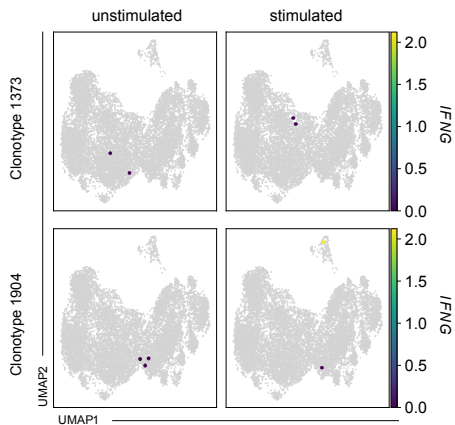 unstimulated stimulated
Clonotype 1373
2.0
1.5
1.0
0.5
0.0
IFNG
Clonotype 1904
2.0
1.5
1.0
0.5
0.0
IFNG
UMAP2
UMAP1